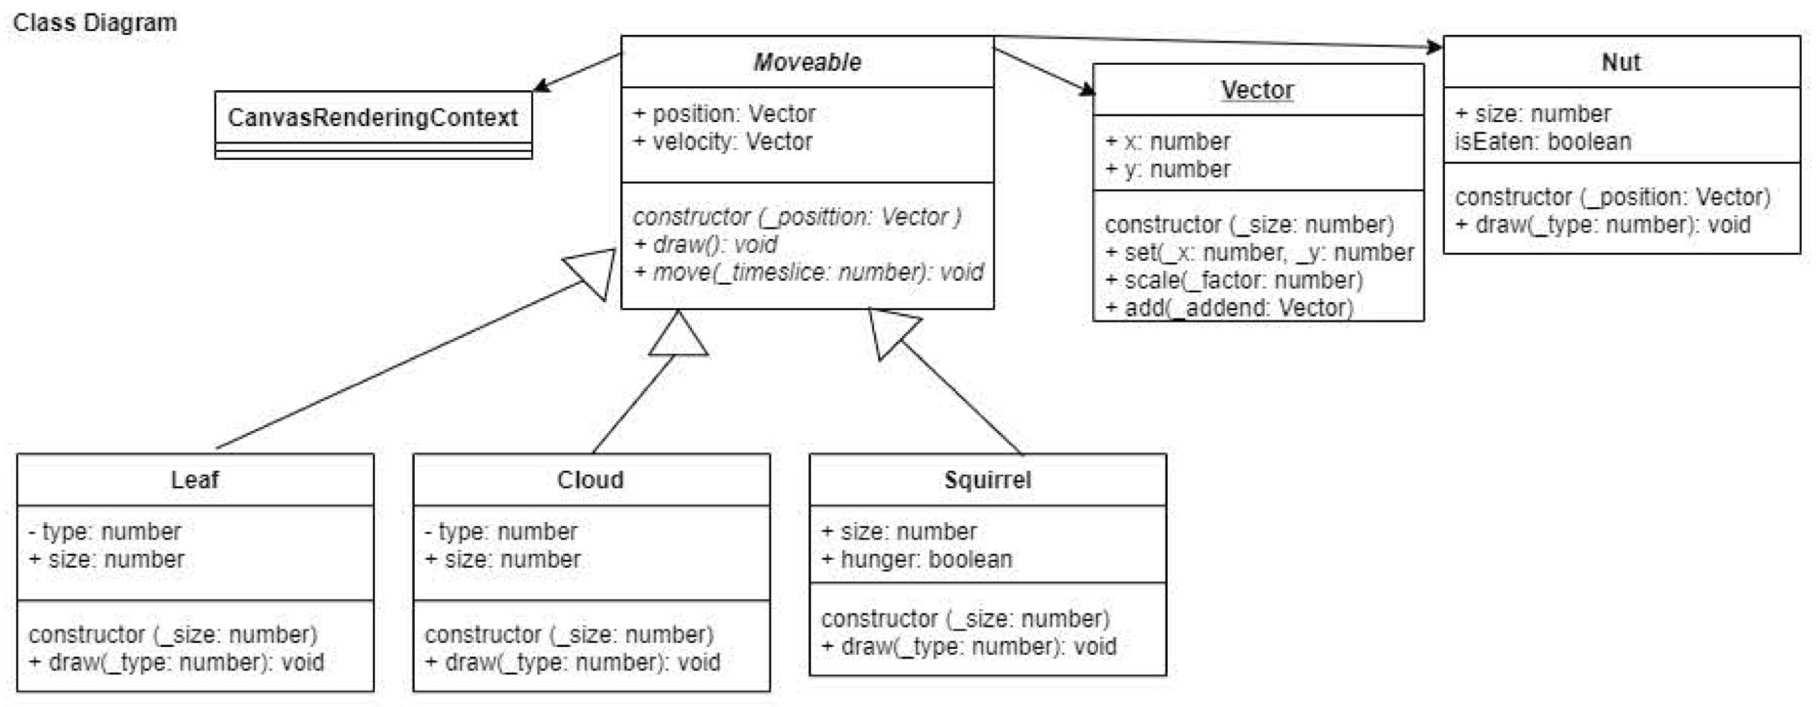 Class Diagram
CanvasRenderingContext
Moveable
+ position: Vector
+ velocity: Vector
constructor (_posittion: Vector )
+ draw(): void
+ move(_timeslice: number): void
Vector
+ x: number
+ y: number
constructor (_size: number)
+ set(_x: number, _y: number
+ scale(_factor: number)
+ add(_addend: Vector)
Nut
+ size: number
isEaten: boolean
constructor (_position: Vector)
+ draw(_type: number): void
Leaf
- type: number
+ size: number
constructor (_size: number)
+ draw(_type: number): void
Cloud
- type: number
+ size: number
constructor (_size: number)
+ draw(_type: number): void
Squirrel
+ size: number
+ hunger: boolean
constructor (_size: number)
+ draw(_type: number): void